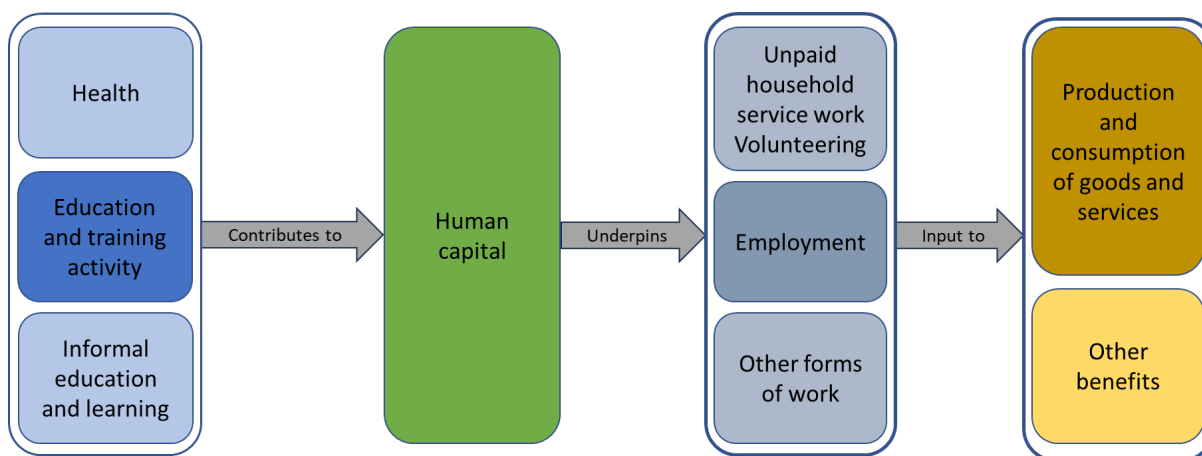 Health
Education
and training
activity
Informal
education
and learning
Contributes to
Human
capital
Underpins
Unpaid
household
service work
Volunteering
Employment
Other forms
of work
Input to
Production
and
consumption
of goods and
services
Other
benefits